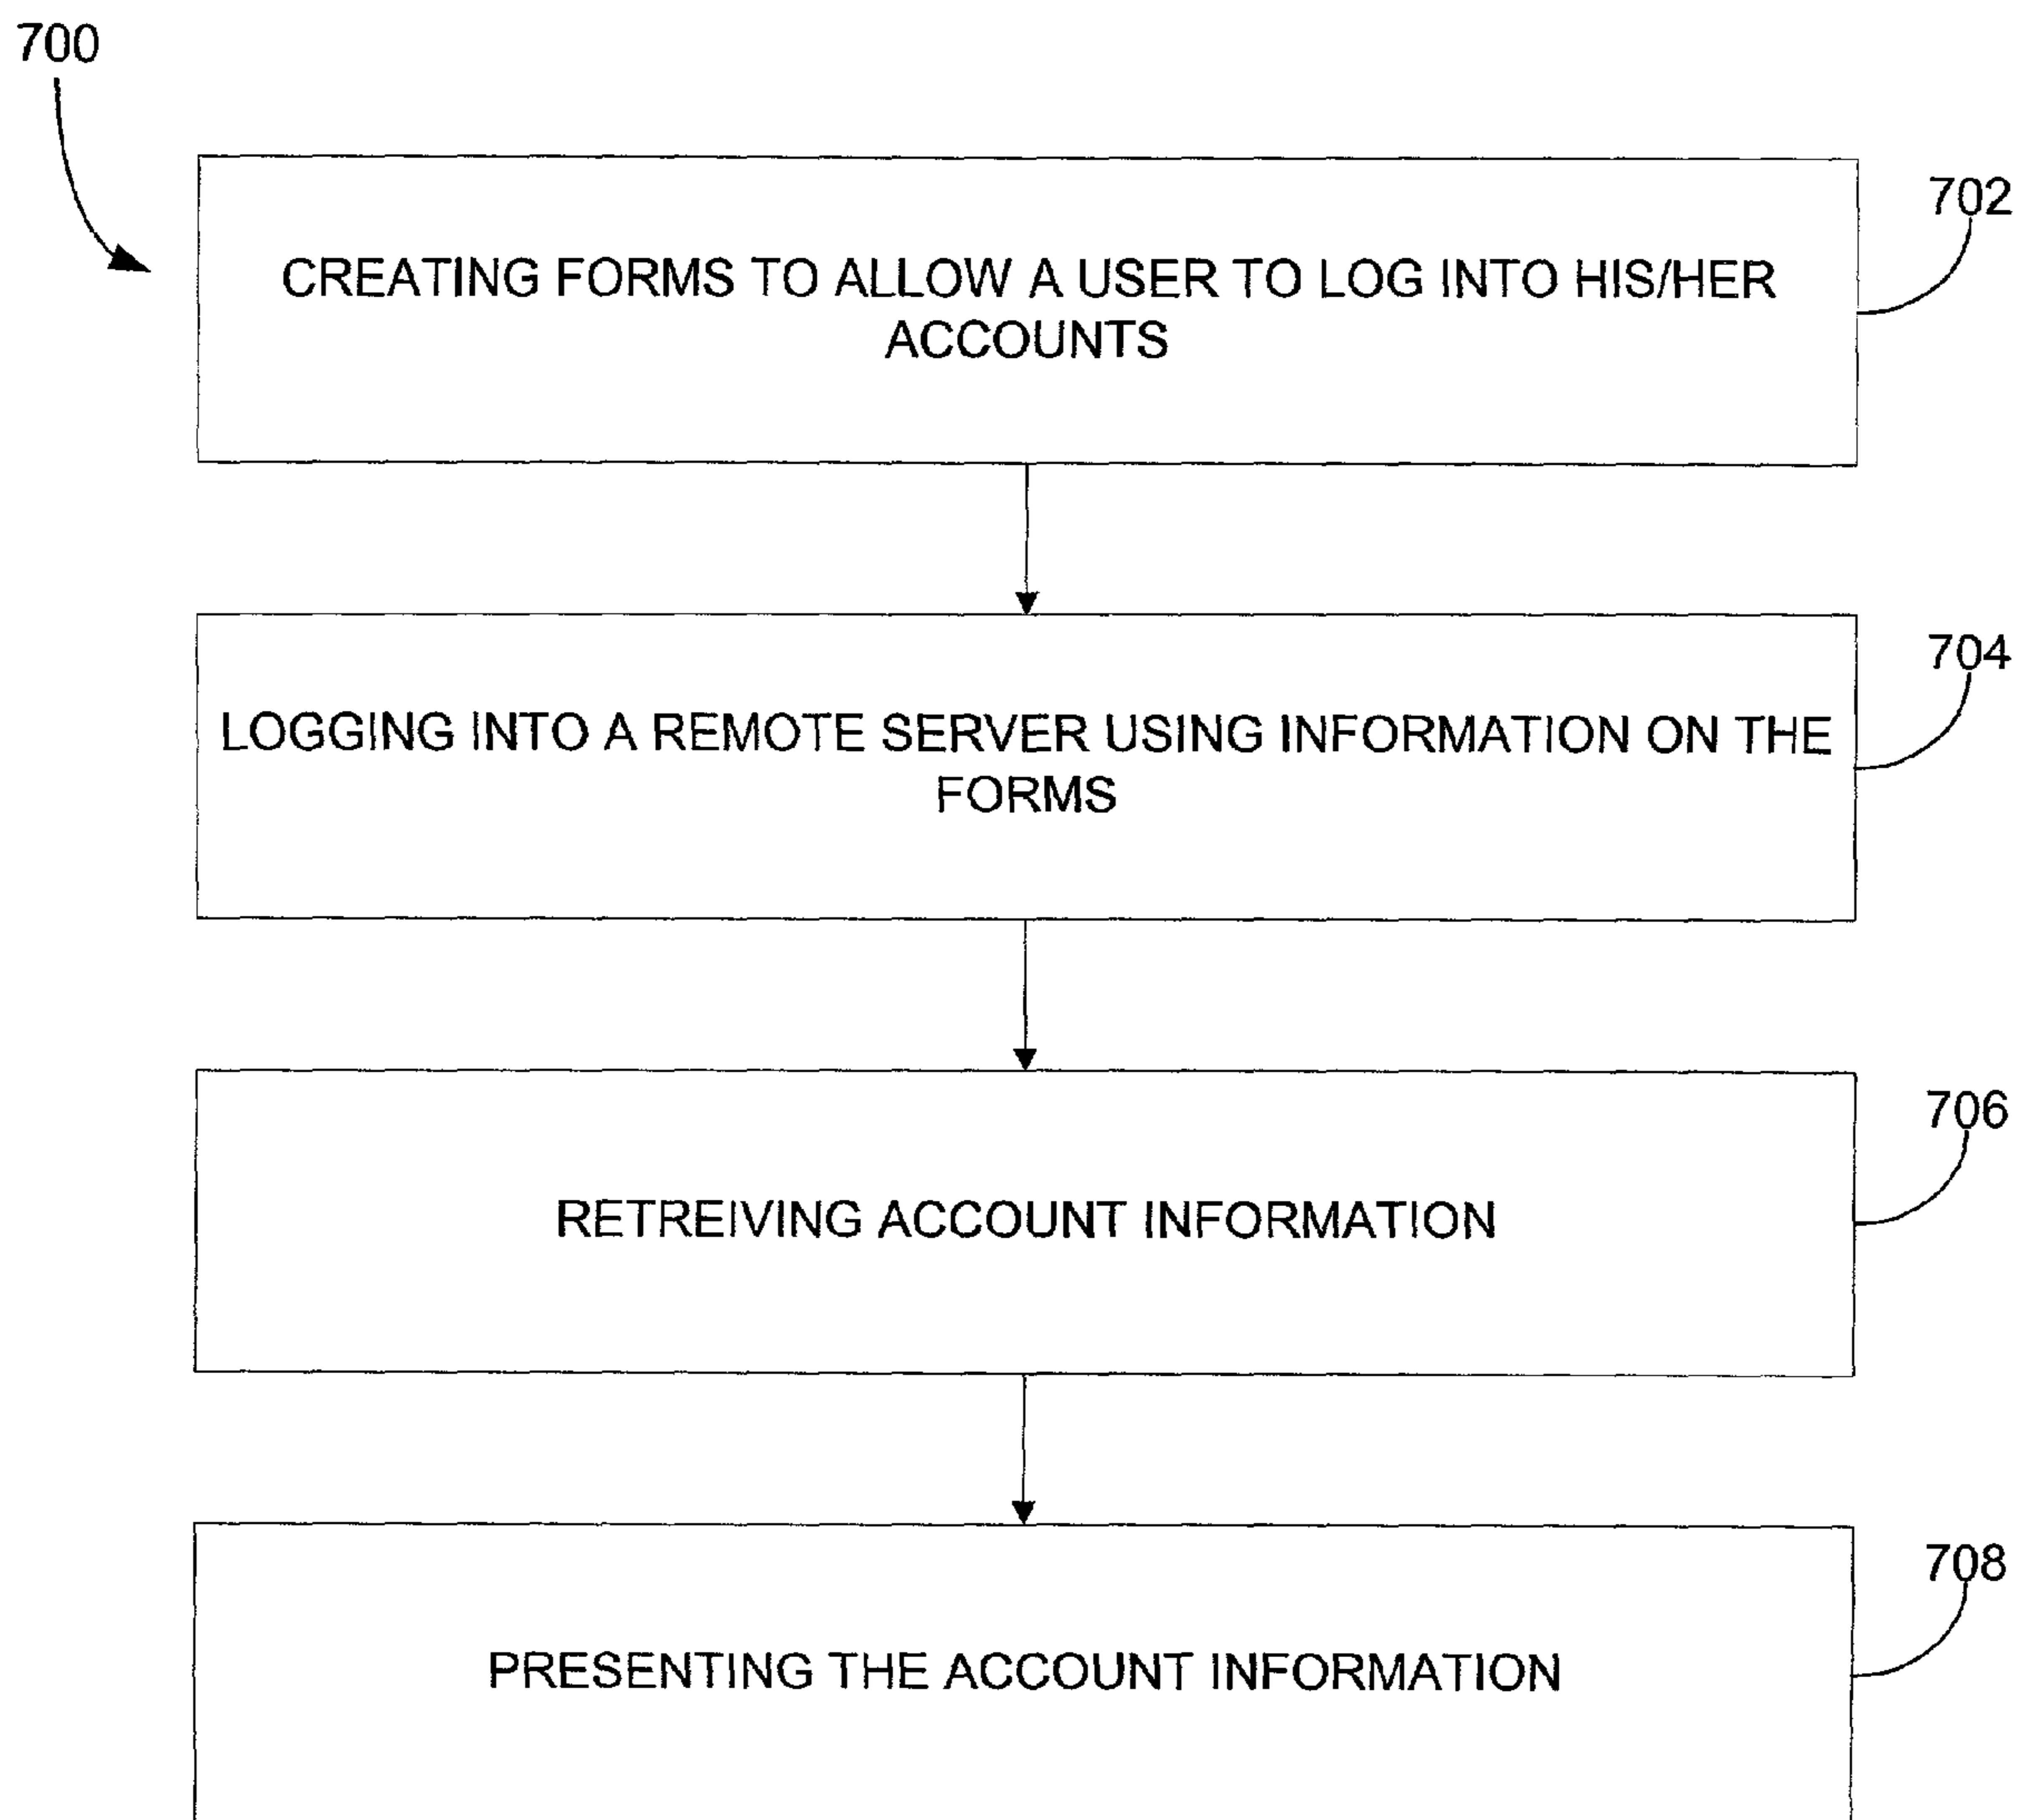 700
702
CREATING FORMS TO ALLOW A USER TO LOG INTO HIS/HER
ACCOUNTS
704
LOGGING INTO A REMOTE SERVER USING INFORMATION ON THE
FORMS
706
RETREIVING ACCOUNT INFORMATION
708
PRESENTING THE ACCOUNT INFORMATION